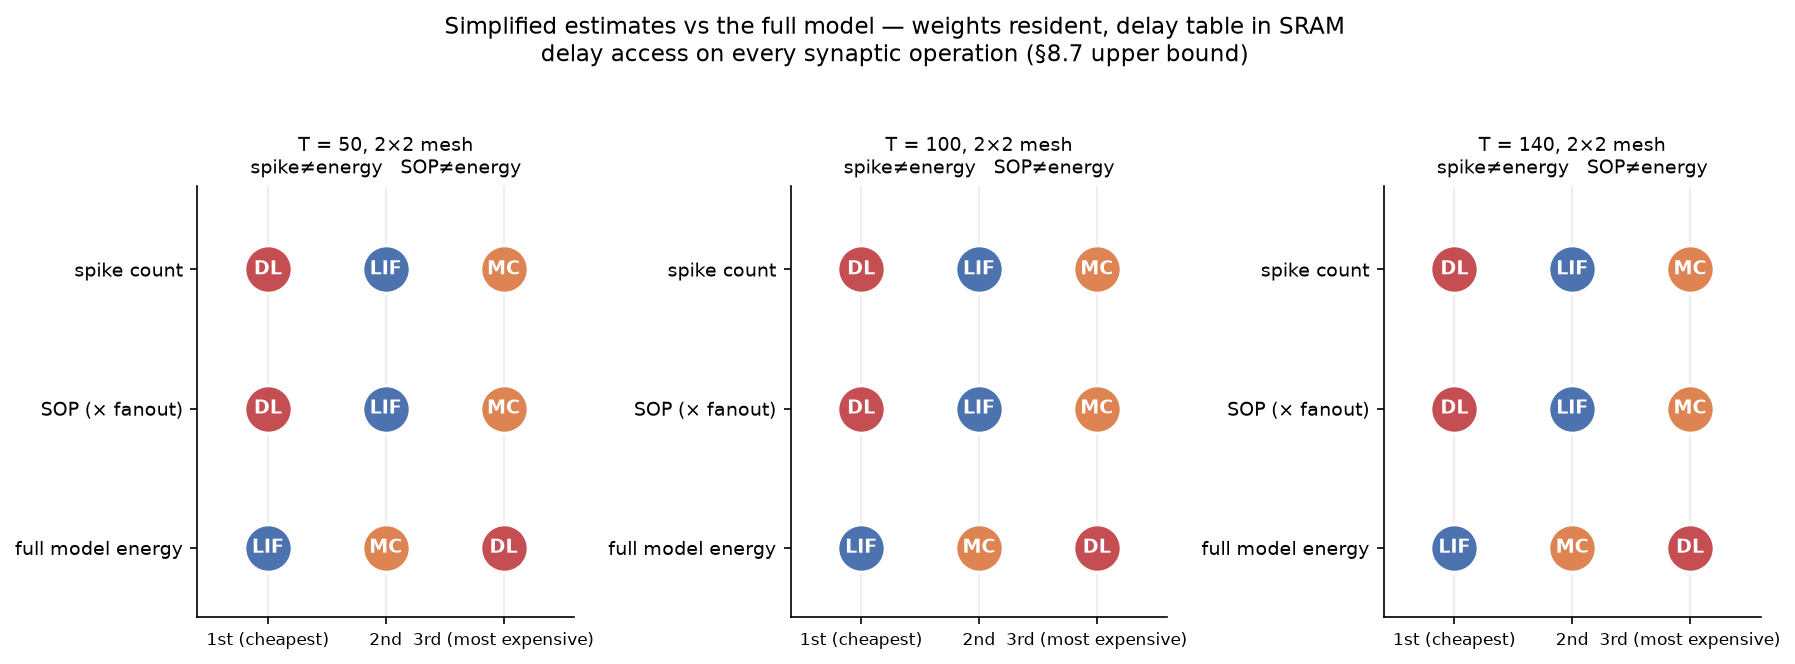 Simplified estimates vs the full model — weights resident, delay table in SRAM
delay access on every synaptic operation (§8.7 upper bound)
T = 50, 2×2 mesh
spike≠energy   SOP≠energy
spike count
DL LIF MC
SOP (× fanout)
DL LIF MC
full model energy
LIF MC DL
1st (cheapest) 2nd 3rd (most expensive)
T = 100, 2×2 mesh
spike≠energy   SOP≠energy
spike count
DL LIF MC
SOP (× fanout)
DL LIF MC
full model energy
LIF MC DL
1st (cheapest) 2nd 3rd (most expensive)
T = 140, 2×2 mesh
spike≠energy   SOP≠energy
spike count
DL LIF MC
SOP (× fanout)
DL LIF MC
full model energy
LIF MC DL
1st (cheapest) 2nd 3rd (most expensive)